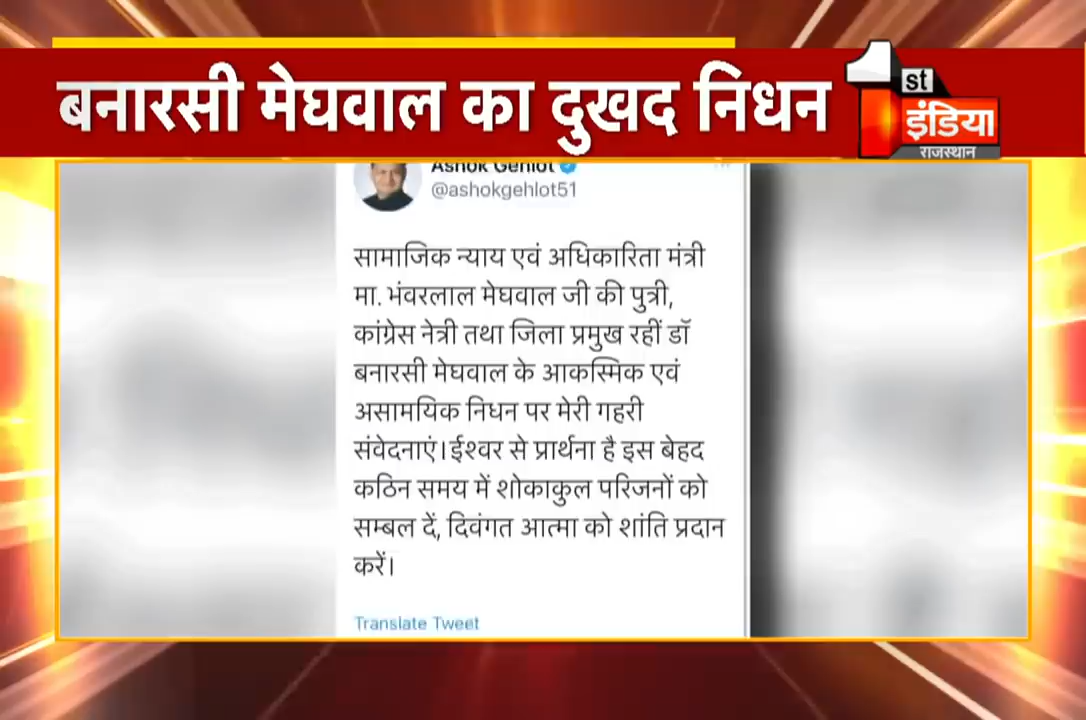 बनारसी मेघवाल का दुखद निधन
1st
इंडिया
राजस्थान
Ashok Gehlot
@ashokgehlot51
सामाजिक न्याय एवं अधिकारिता मंत्री
मा. भंवरलाल मेघवाल जी की पुत्री,
कांग्रेस नेत्री तथा जिला प्रमुख रहीं डॉ
बनारसी मेघवाल के आकस्मिक एवं
असामयिक निधन पर मेरी गहरी
संवेदनाएं।ईश्वर से प्रार्थना है इस बेहद
कठिन समय में शोकाकुल परिजनों को
सम्बल दें, दिवंगत आत्मा को शांति प्रदान
करें।
Translate Tweet